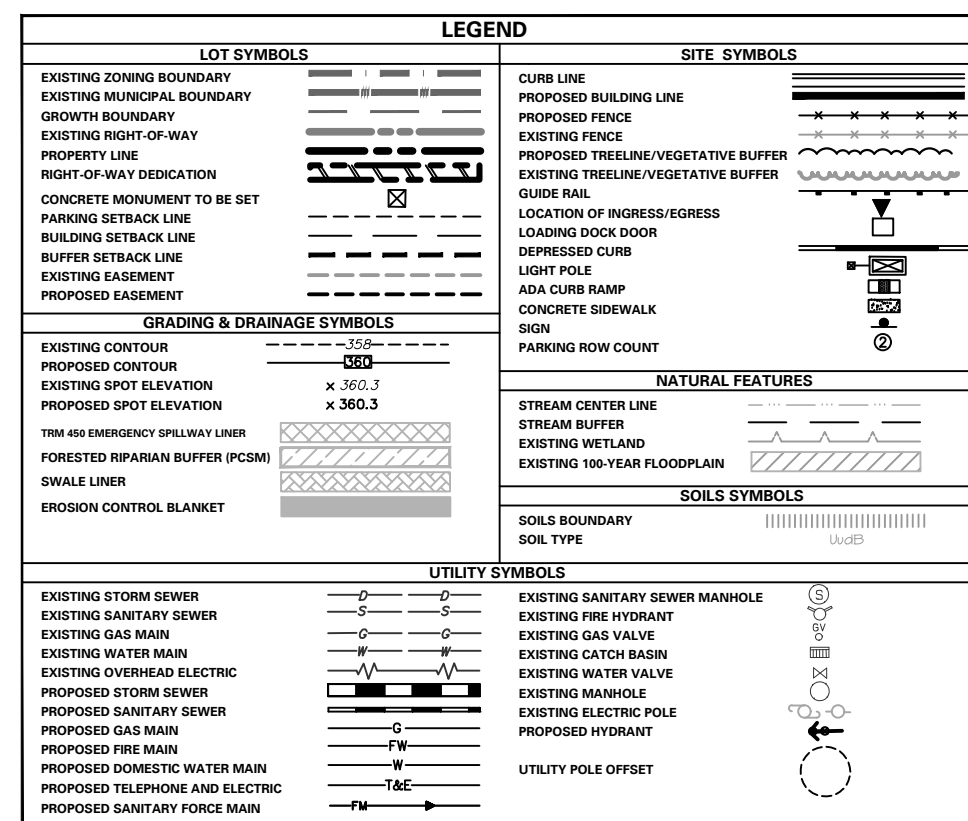 LEGEND
LOT SYMBOLS
EXISTING ZONING BOUNDARY
EXISTING MUNICIPAL BOUNDARY
GROWTH BOUNDARY
EXISTING RIGHT-OF-WAY
PROPERTY LINE
RIGHT-OF-WAY DEDICATION
CONCRETE MONUMENT TO BE SET
PARKING SETBACK LINE
BUILDING SETBACK LINE
BUFFER SETBACK LINE
EXISTING EASEMENT
PROPOSED EASEMENT
GRADING & DRAINAGE SYMBOLS
EXISTING CONTOUR 358
PROPOSED CONTOUR 360
EXISTING SPOT ELEVATION x 360.3
PROPOSED SPOT ELEVATION x 360.3
TRM 450 EMERGENCY SPILLWAY LINER
FORESTED RIPARIAN BUFFER (PCSM)
SWALE LINER
EROSION CONTROL BLANKET
SITE SYMBOLS
CURB LINE
PROPOSED BUILDING LINE
PROPOSED FENCE
EXISTING FENCE
PROPOSED TREELINE/VEGETATIVE BUFFER
EXISTING TREELINE/VEGETATIVE BUFFER
GUIDE RAIL
LOCATION OF INGRESS/EGRESS
LOADING DOCK DOOR
DEPRESSED CURB
LIGHT POLE
ADA CURB RAMP
CONCRETE SIDEWALK
SIGN
PARKING ROW COUNT 2
NATURAL FEATURES
STREAM CENTER LINE
STREAM BUFFER
EXISTING WETLAND
EXISTING 100-YEAR FLOODPLAIN
SOILS SYMBOLS
SOILS BOUNDARY
SOIL TYPE UudB
UTILITY SYMBOLS
EXISTING STORM SEWER D D
EXISTING SANITARY SEWER S S
EXISTING GAS MAIN G G
EXISTING WATER MAIN W W
EXISTING OVERHEAD ELECTRIC
PROPOSED STORM SEWER
PROPOSED SANITARY SEWER
PROPOSED GAS MAIN G
PROPOSED FIRE MAIN FW
PROPOSED DOMESTIC WATER MAIN W
PROPOSED TELEPHONE AND ELECTRIC T&E
PROPOSED SANITARY FORCE MAIN FM
EXISTING SANITARY SEWER MANHOLE S
EXISTING FIRE HYDRANT
EXISTING GAS VALVE GV
EXISTING CATCH BASIN
EXISTING WATER VALVE
EXISTING MANHOLE
EXISTING ELECTRIC POLE
PROPOSED HYDRANT
UTILITY POLE OFFSET